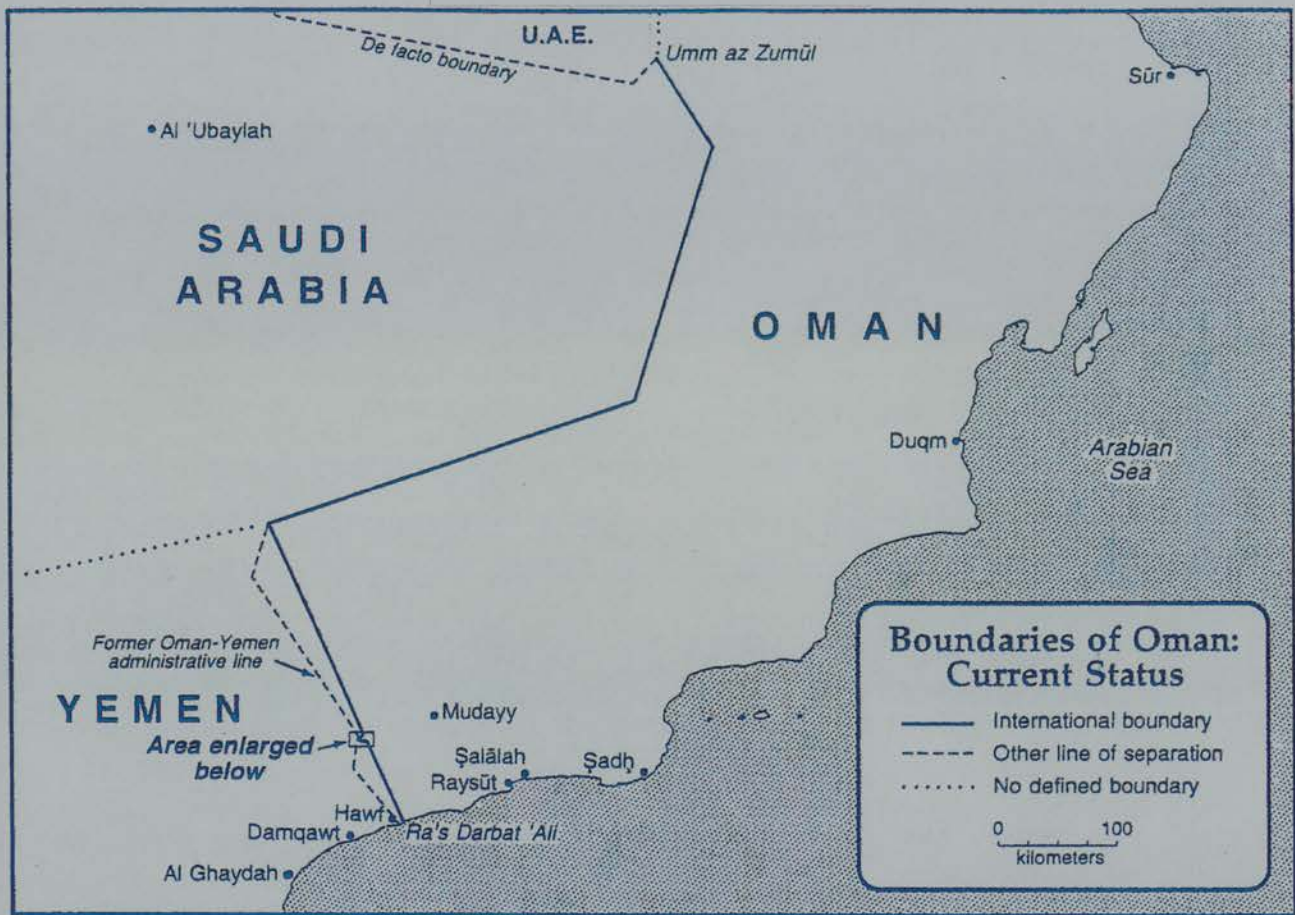 U.A.E.
De facto boundary
Umm az Zumūl
Sūr
Al 'Ubaylah
SAUDI
ARABIA
OMAN
Duqm
Arabian
Sea
Former Oman-Yemen
administrative line
YEMEN
Area enlarged
below
Mudayy
Şalālah
Raysūt
Şadḩ
Hawf
Damqawt
Ra's Darbat 'Ali
Al Ghaydah
Boundaries of Oman:
Current Status
International boundary
Other line of separation
No defined boundary
0 100
kilometers